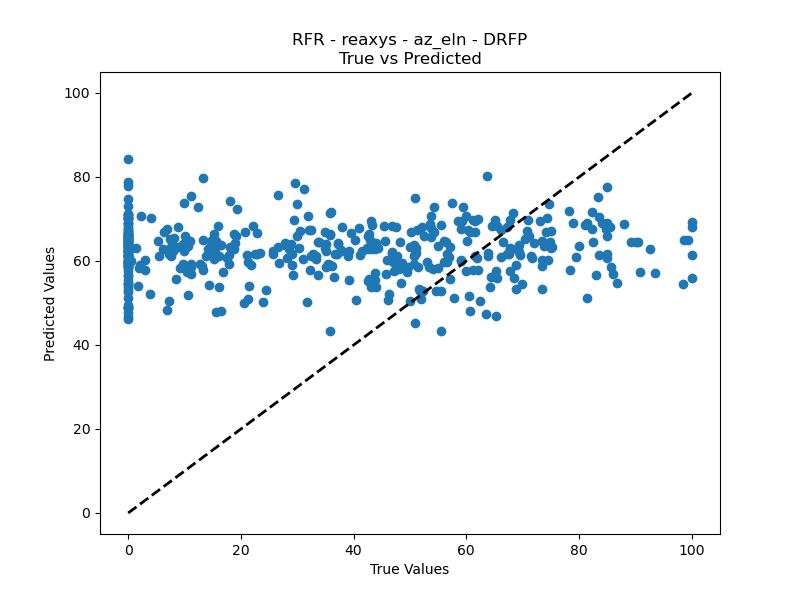 RFR - reaxys - az_eln - DRFP
True vs Predicted
100
80
60
40
20
0
Predicted Values
0 20 40 60 80 100
True Values